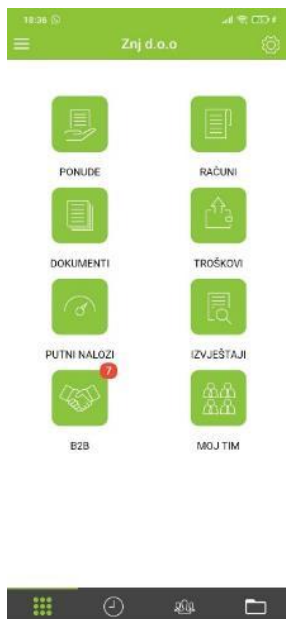 18:36
Znj d.o.o
PONUDE
RAČUNI
DOKUMENTI
TROŠKOVI
PUTNI NALOZI
IZVJEŠTAJI
7
B2B
MOJ TIM